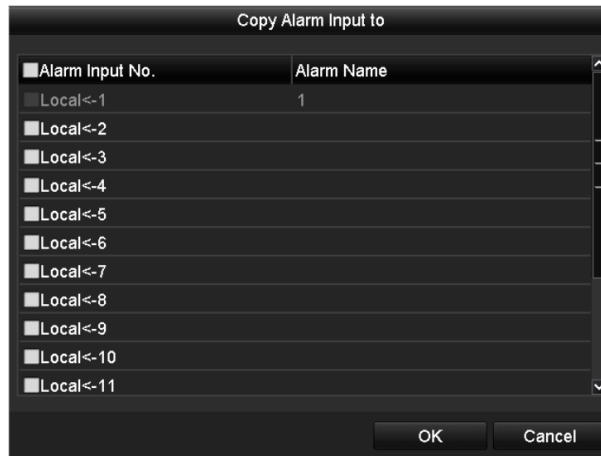 Copy Alarm Input to
Alarm Input No. Alarm Name
Local<-1 1
Local<-2
Local<-3
Local<-4
Local<-5
Local<-6
Local<-7
Local<-8
Local<-9
Local<-10
Local<-11
OK Cancel